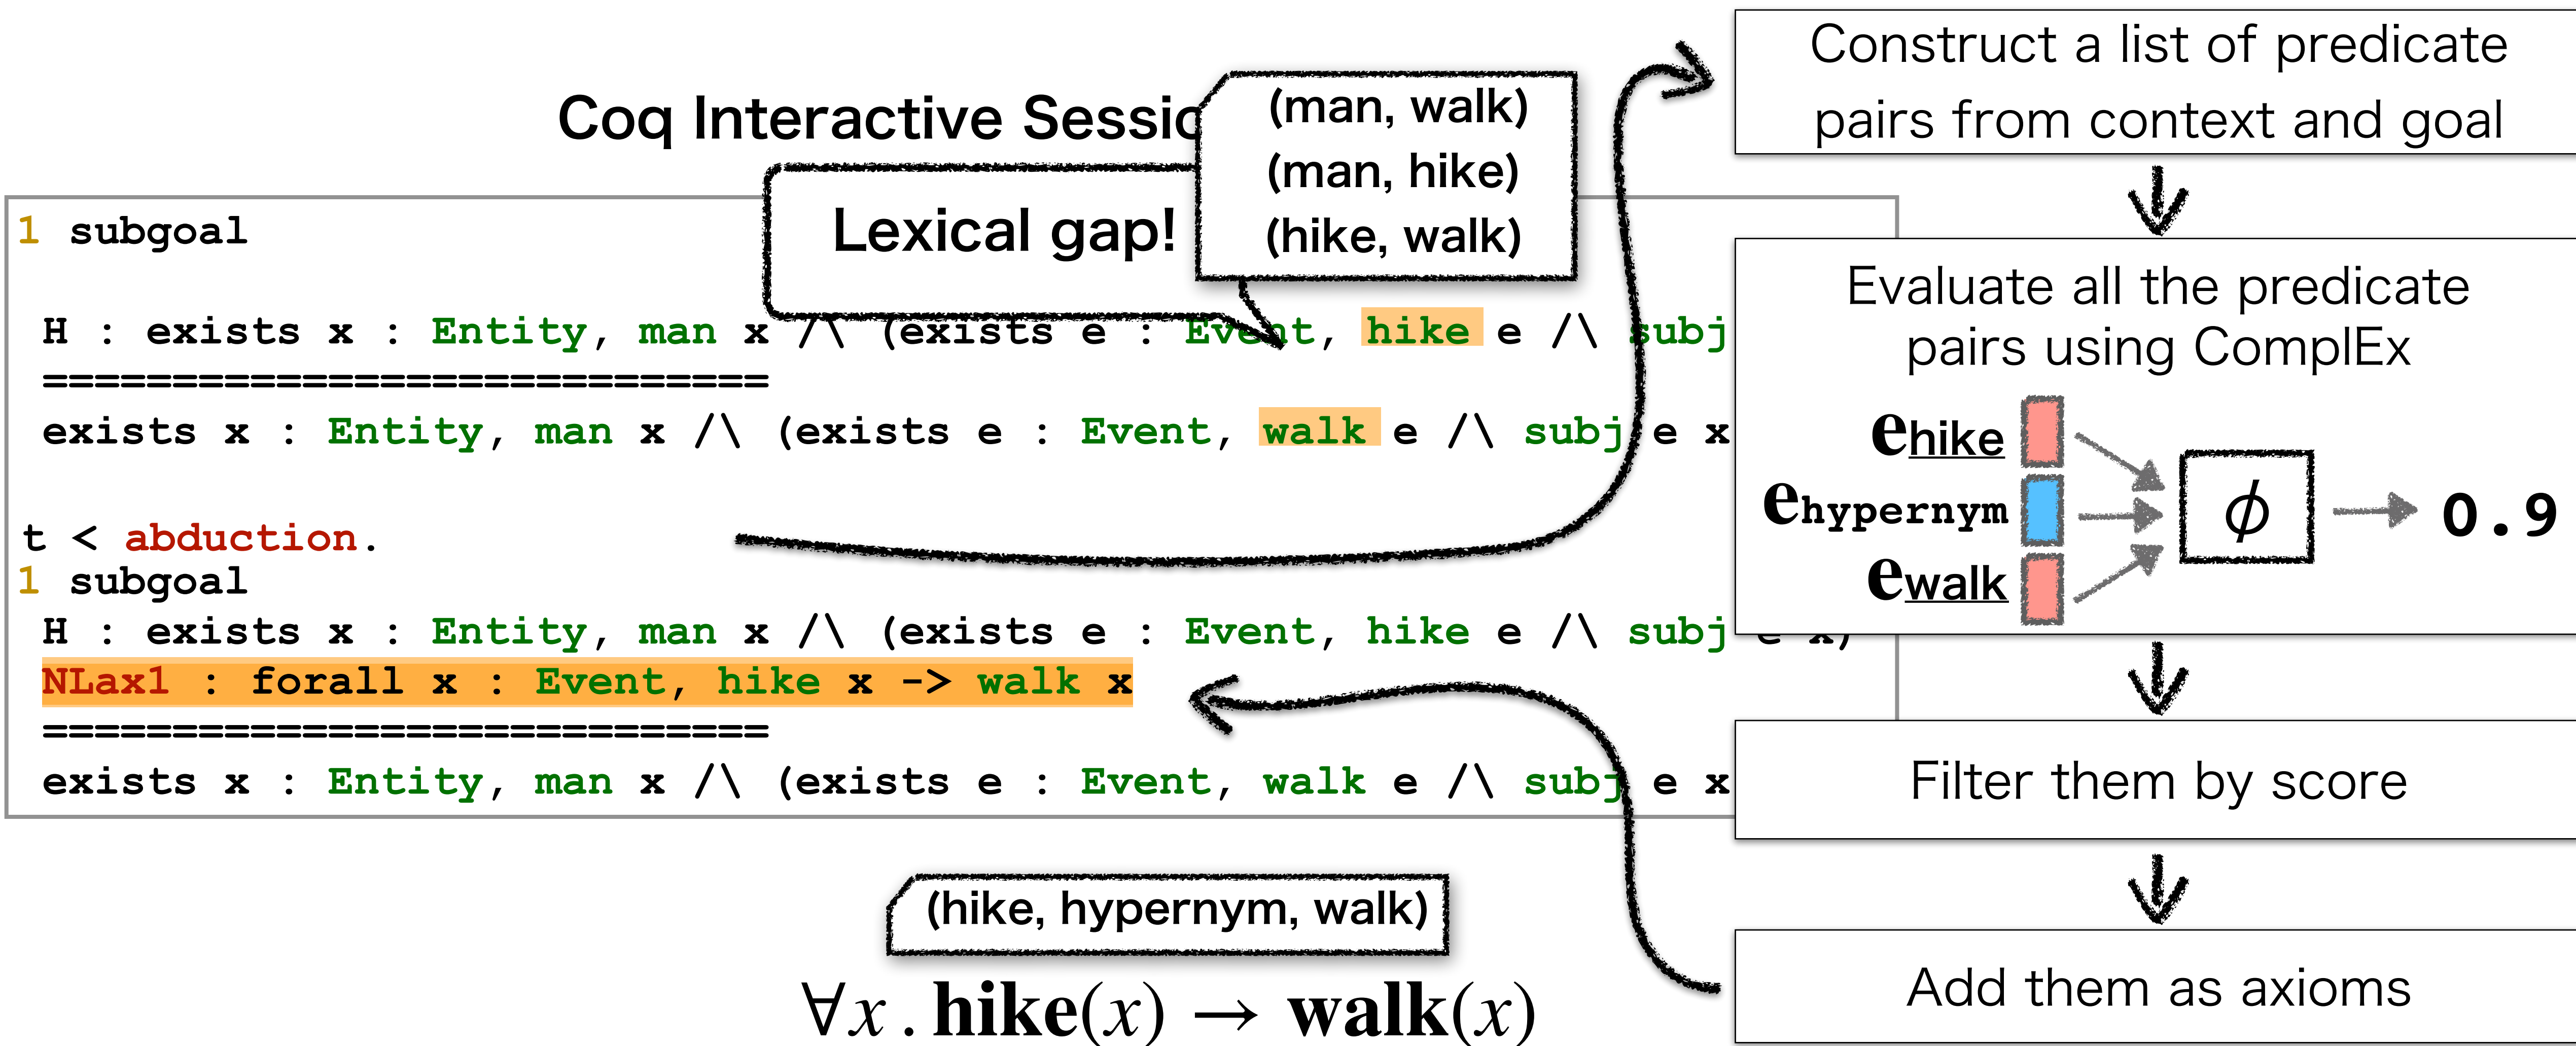 Coq Interactive Sessio
Lexical gap!
(man, walk)
(man, hike)
(hike, walk)
1 subgoal
H : exists x : Entity, man x /\ (exists e : Event, hike e /\ subj
============================
exists x : Entity, man x /\ (exists e : Event, walk e /\ subj e x
t < abduction.
1 subgoal
H : exists x : Entity, man x /\ (exists e : Event, hike e /\ subj e x)
NLax1 : forall x : Event, hike x -> walk x
============================
exists x : Entity, man x /\ (exists e : Event, walk e /\ subj e x
(hike, hypernym, walk)
∀x . hike(x) → walk(x)
Construct a list of predicate
pairs from context and goal
Evaluate all the predicate
pairs using ComplEx
e hike
e hypernym
e walk
ϕ
0.9
Filter them by score
Add them as axioms